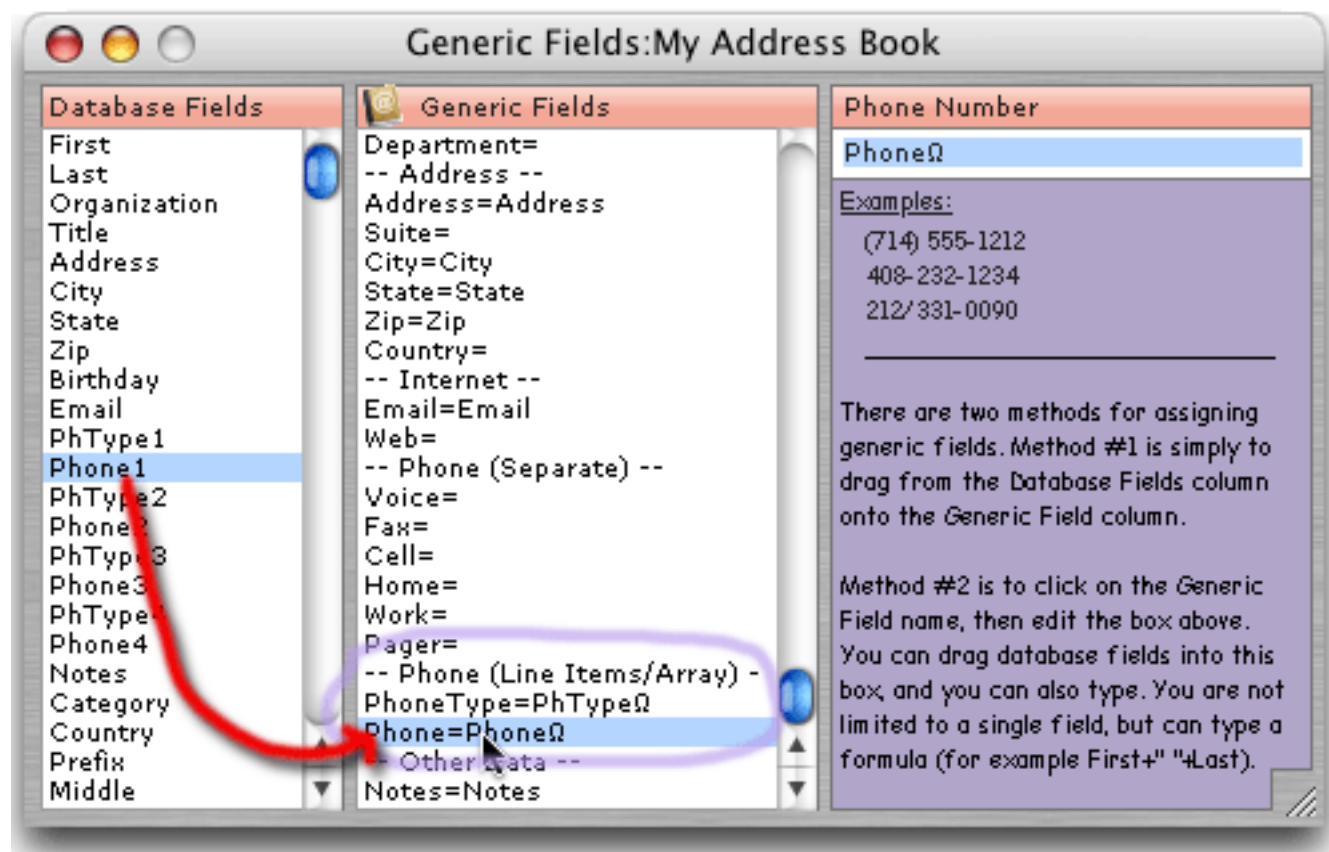 Generic Fields:My Address Book
Database Fields
First
Last
Organization
Title
Address
City
State
Zip
Birthday
Email
PhType1
Phone1
PhType2
Phone2
PhType3
Phone3
PhType4
Phone4
Notes
Category
Country
Prefix
Middle
Generic Fields
Department=
-- Address --
Address=Address
Suite=
City=City
State=State
Zip=Zip
Country=
-- Internet --
Email=Email
Web=
-- Phone (Separate) --
Voice=
Fax=
Cell=
Home=
Work=
Pager=
-- Phone (Line Items/Array) -
PhoneType=PhTypeΩ
Phone=PhoneΩ
-- Other Data --
Notes=Notes
Phone Number
PhoneΩ
Examples:
(714) 555-1212
408-232-1234
212/331-0090
There are two methods for assigning
generic fields. Method #1 is simply to
drag from the Database Fields column
onto the Generic Field column.
Method #2 is to click on the Generic
Field name, then edit the box above.
You can drag database fields into this
box, and you can also type. You are not
limited to a single field, but can type a
formula (for example First+" "+Last).